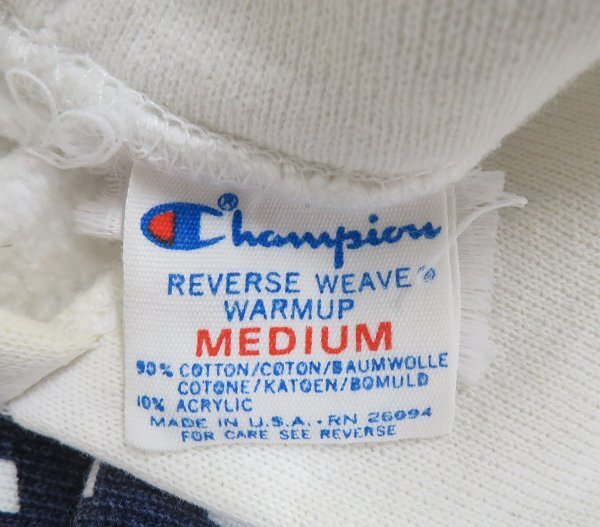 Champion®
REVERSE WEAVE®
WARMUP
MEDIUM
90% COTTON/COTON/BAUMWOLLE
COTONE/KATOEN/BOMULD
10% ACRYLIC
MADE IN U.S.A. · RN 26094
FOR CARE SEE REVERSE